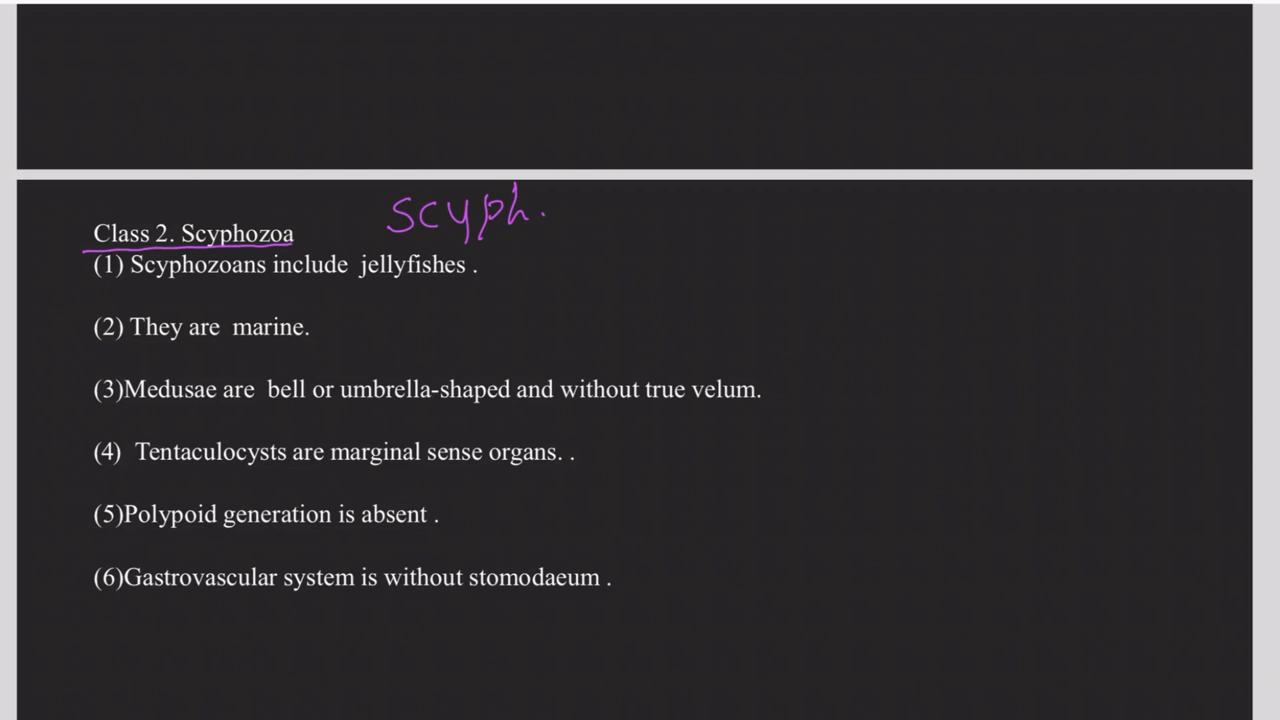 scyph.
Class 2. Scyphozoa
(1) Scyphozoans include jellyfishes .
(2) They are marine.
(3)Medusae are bell or umbrella-shaped and without true velum.
(4) Tentaculocysts are marginal sense organs. .
(5)Polypoid generation is absent .
(6)Gastrovascular system is without stomodaeum .